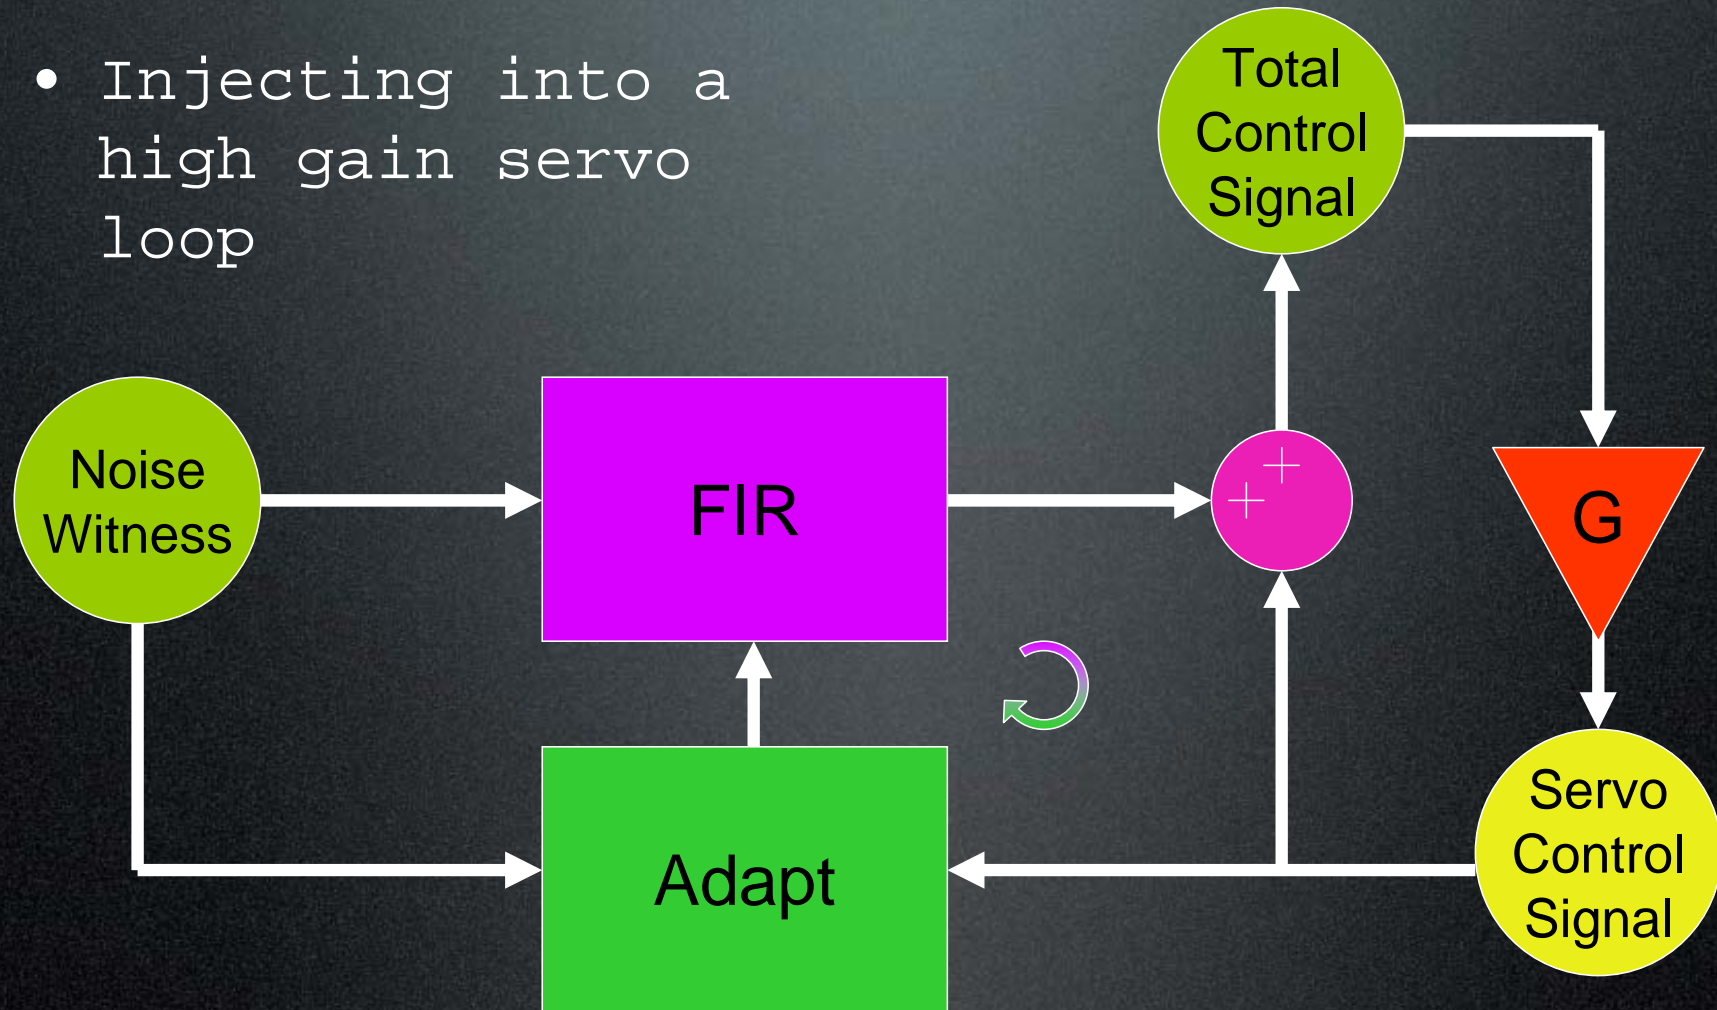 • Injecting into a
high gain servo
loop
Total
Control
Signal
Noise
Witness
FIR
+
+
G
Adapt
Servo
Control
Signal